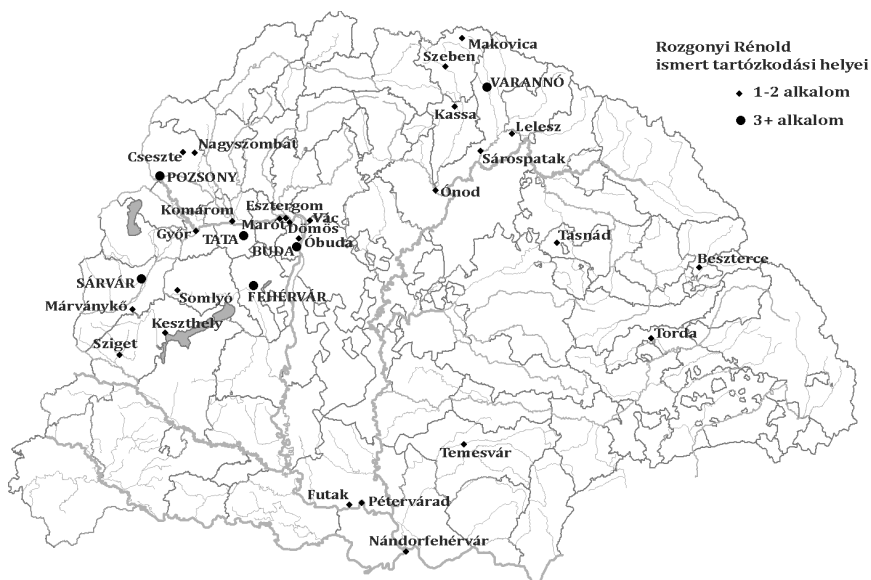 Makovica
Szeben
Rozgonyi Rénold
ismert tartózkodási helyei
1-2 alkalom
3+ alkalom
VARANNÓ
Kassa
Lelesz
Nagyszombat
Cseszte
Sárospatak
POZSONY
Ónod
Komárom
Esztergom
Marót
Vác
Dömös
Győr
TATA
BUDA
Óbuda
Tasnád
Beszterce
SÁRVÁR
FEHÉRVÁR
Somlyó
Márványkő
Keszthely
Sziget
Torda
Temesvár
Futak
Pétervárad
Nándorfehérvár